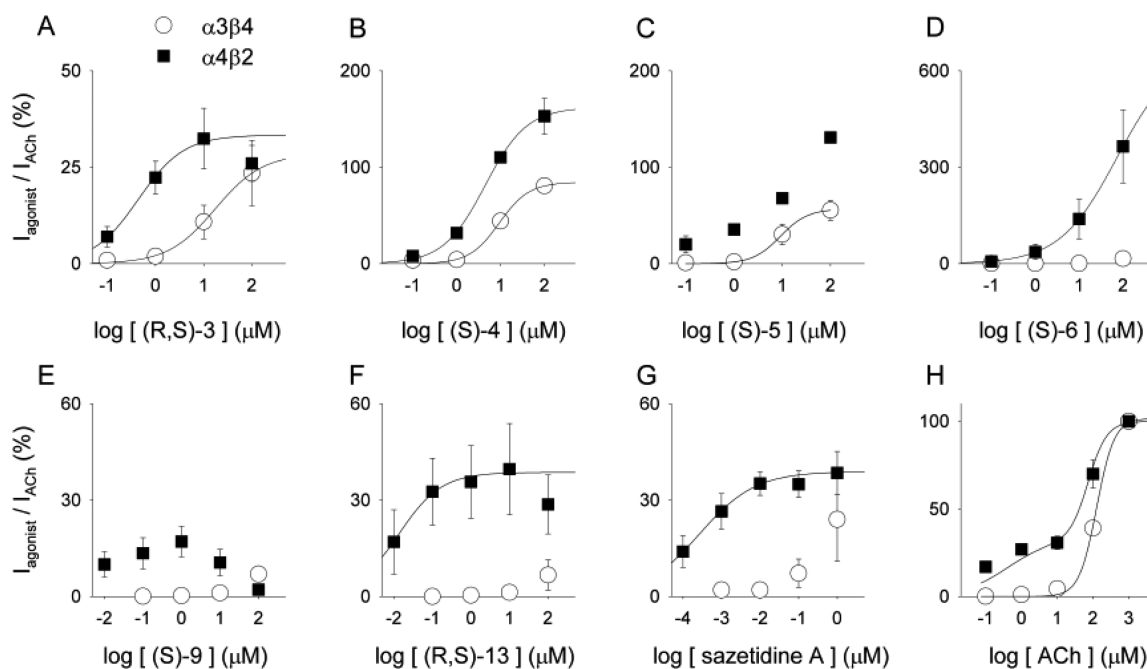 A
○ α3β4
■ α4β2
I agonist / I ACh (%)
50
25
0
-1 0 1 2
log [ (R,S)-3 ] (μM)
B
200
100
0
-1 0 1 2
log [ (S)-4 ] (μM)
C
200
100
0
-1 0 1 2
log [ (S)-5 ] (μM)
D
600
300
0
-1 0 1 2
log [ (S)-6 ] (μM)
E
I agonist / I ACh (%)
60
30
0
-2 -1 0 1 2
log [ (S)-9 ] (μM)
F
60
30
0
-2 -1 0 1 2
log [ (R,S)-13 ] (μM)
G
60
30
0
-4 -3 -2 -1 0
log [ sazetidine A ] (μM)
H
100
50
0
-1 0 1 2 3
log [ ACh ] (μM)